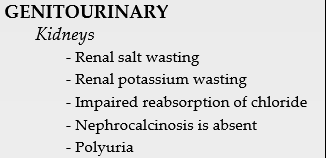 GENITOURINARY
Kidneys
- Renal salt wasting
- Renal potassium wasting
- Impaired reabsorption of chloride
- Nephrocalcinosis is absent
- Polyuria